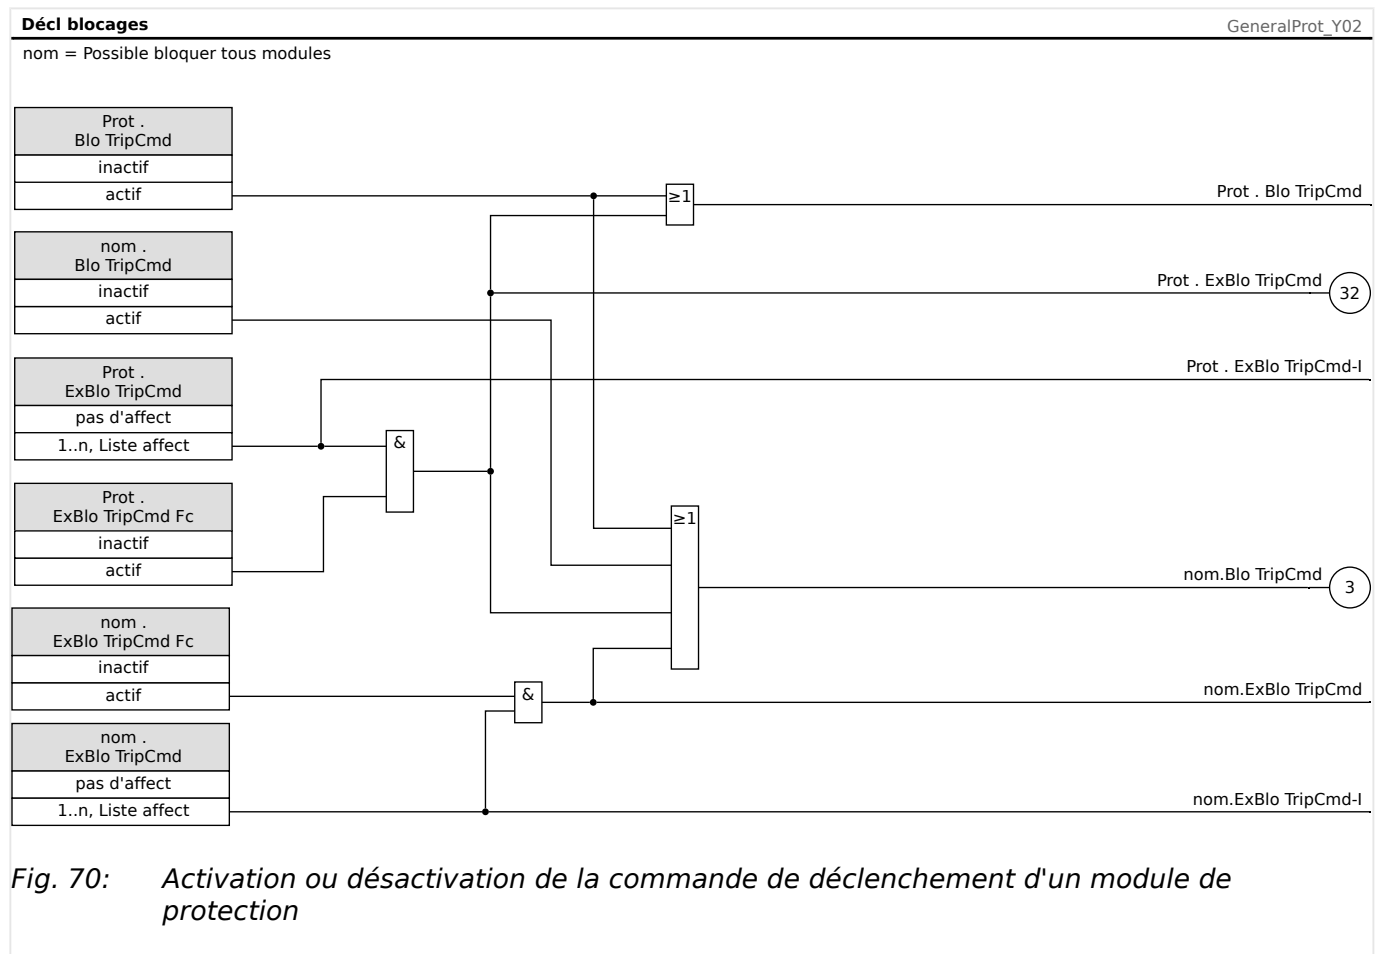 Décl blocages
GeneralProt_Y02
nom = Possible bloquer tous modules
Prot .
Blo TripCmd
inactif
actif
≥1
Prot . Blo TripCmd
nom .
Blo TripCmd
inactif
actif
Prot . ExBlo TripCmd
32
Prot .
ExBlo TripCmd
pas d'affect
1..n, Liste affect
Prot . ExBlo TripCmd-I
&
Prot .
ExBlo TripCmd Fc
inactif
actif
≥1
nom.Blo TripCmd
3
nom .
ExBlo TripCmd Fc
inactif
actif
&
nom.ExBlo TripCmd
nom .
ExBlo TripCmd
pas d'affect
1..n, Liste affect
nom.ExBlo TripCmd-I
Fig. 70: Activation ou désactivation de la commande de déclenchement d'un module de
protection